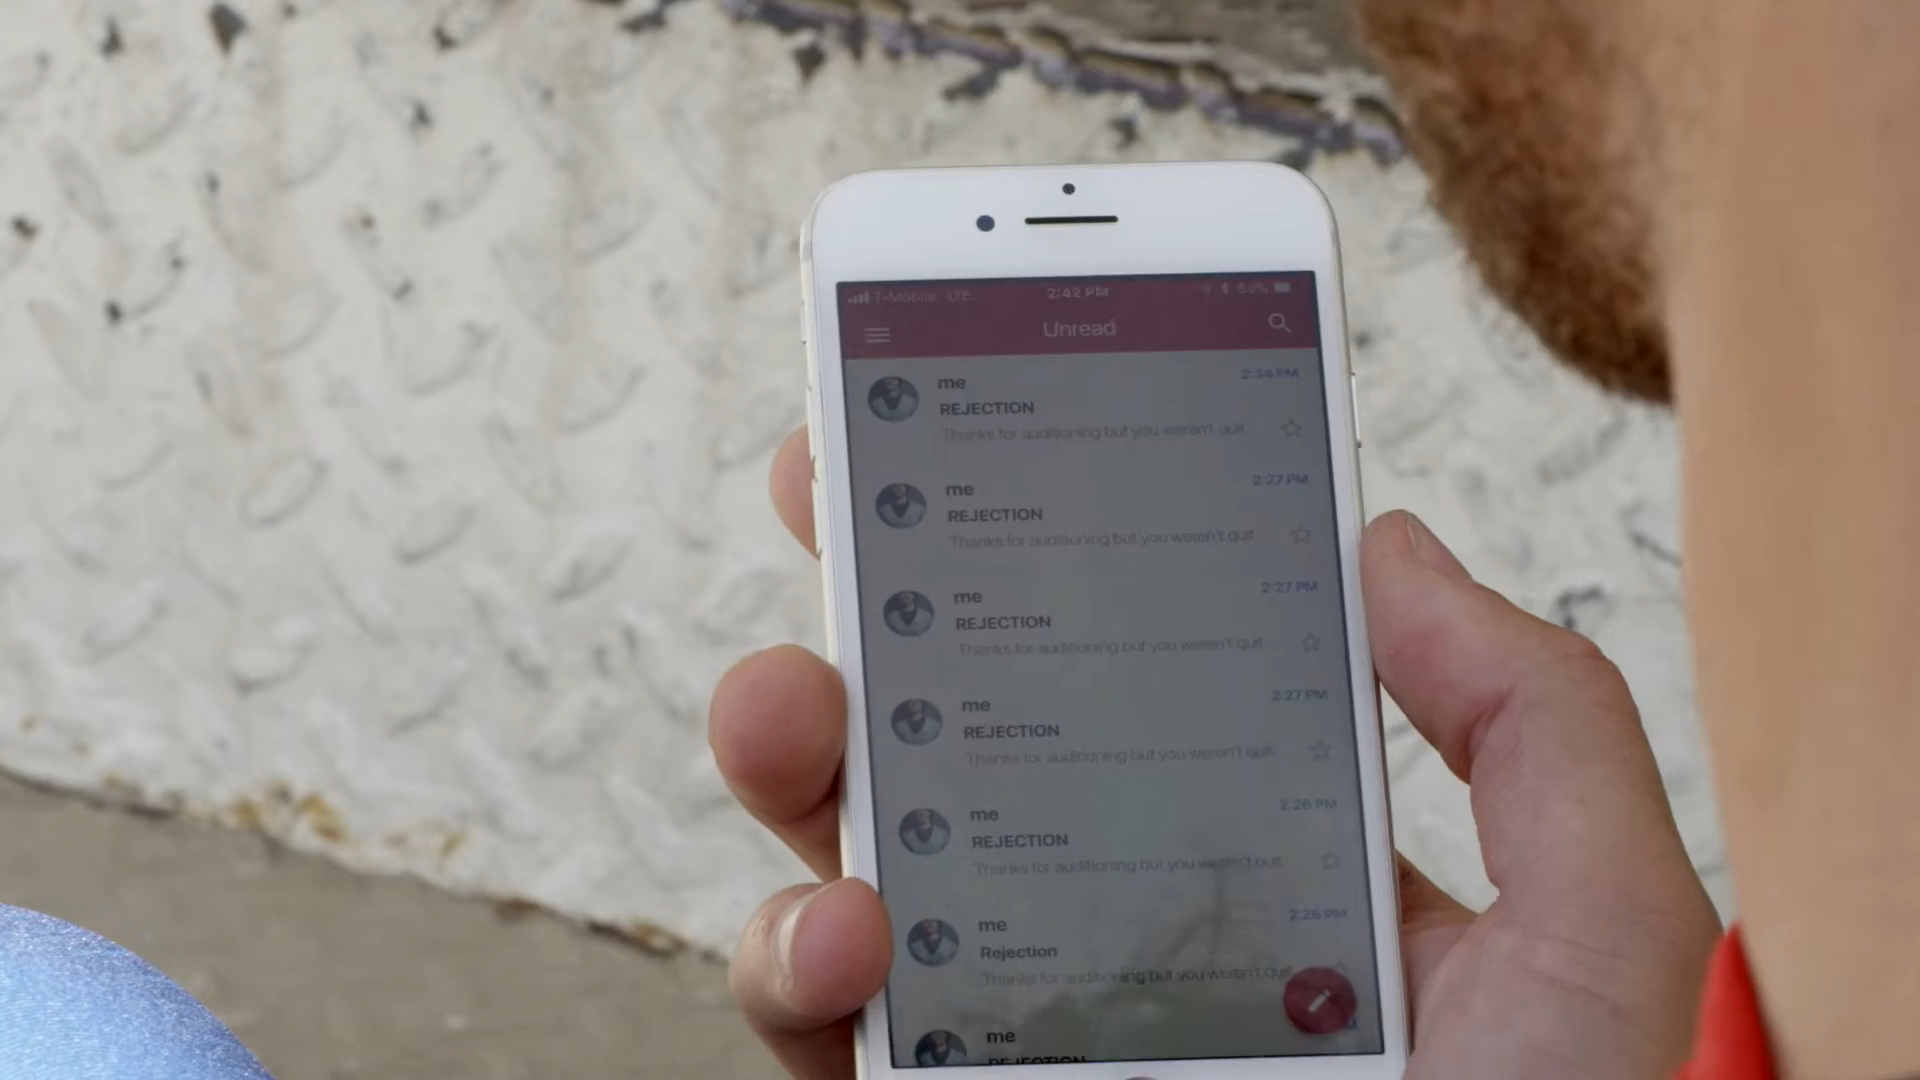 T-Mobile LTE 2:42 PM 58%
Unread
me 2:34 PM
REJECTION
Thanks for auditioning but you weren't quit
me 2:27 PM
REJECTION
Thanks for auditioning but you weren't quit
me 2:27 PM
REJECTION
Thanks for auditioning but you weren't quit
me 2:27 PM
REJECTION
Thanks for auditioning but you weren't quit
me 2:26 PM
REJECTION
Thanks for auditioning but you weren't quit
me 2:26 PM
Rejection
Thanks for auditioning but you weren't quit
me
REJECTION